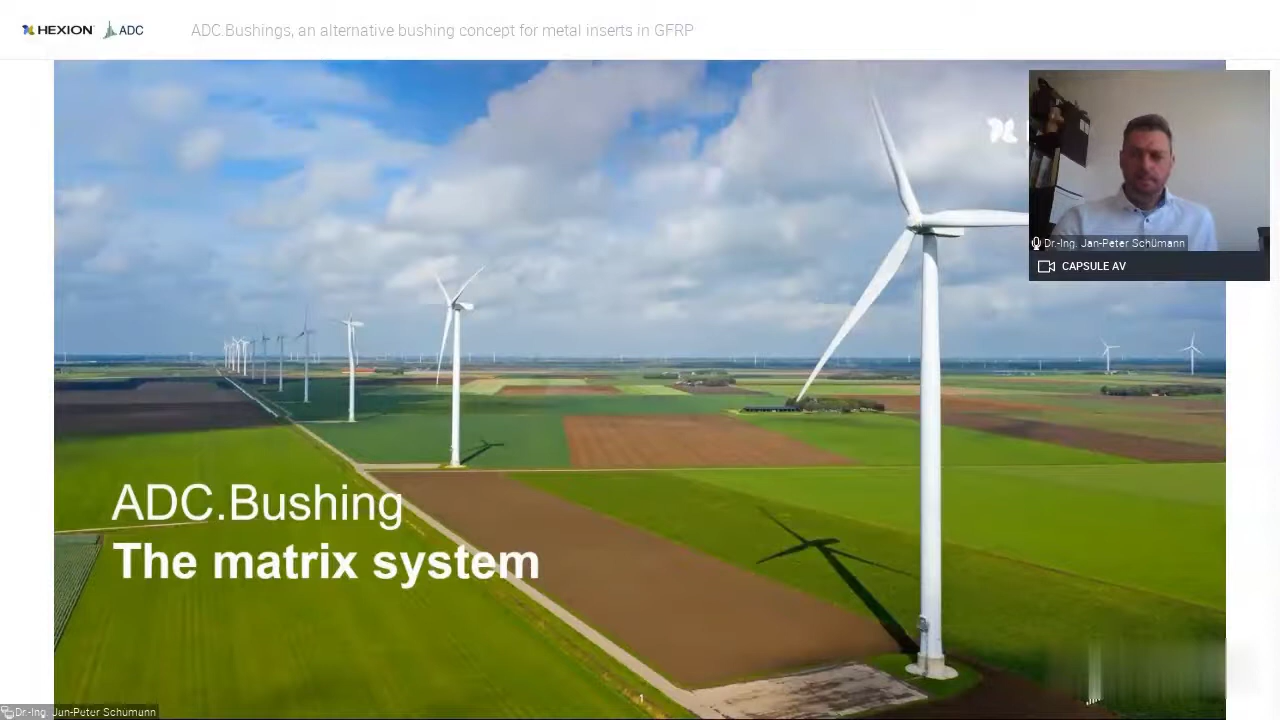 HEXION ADC ADC.Bushings, an alternative bushing concept for metal inserts in GFRP
Dr.-Ing. Jan-Peter Schümann
CAPSULE AV
ADC.Bushing
The matrix system
Dr.-Ing. Jan-Peter Schümann